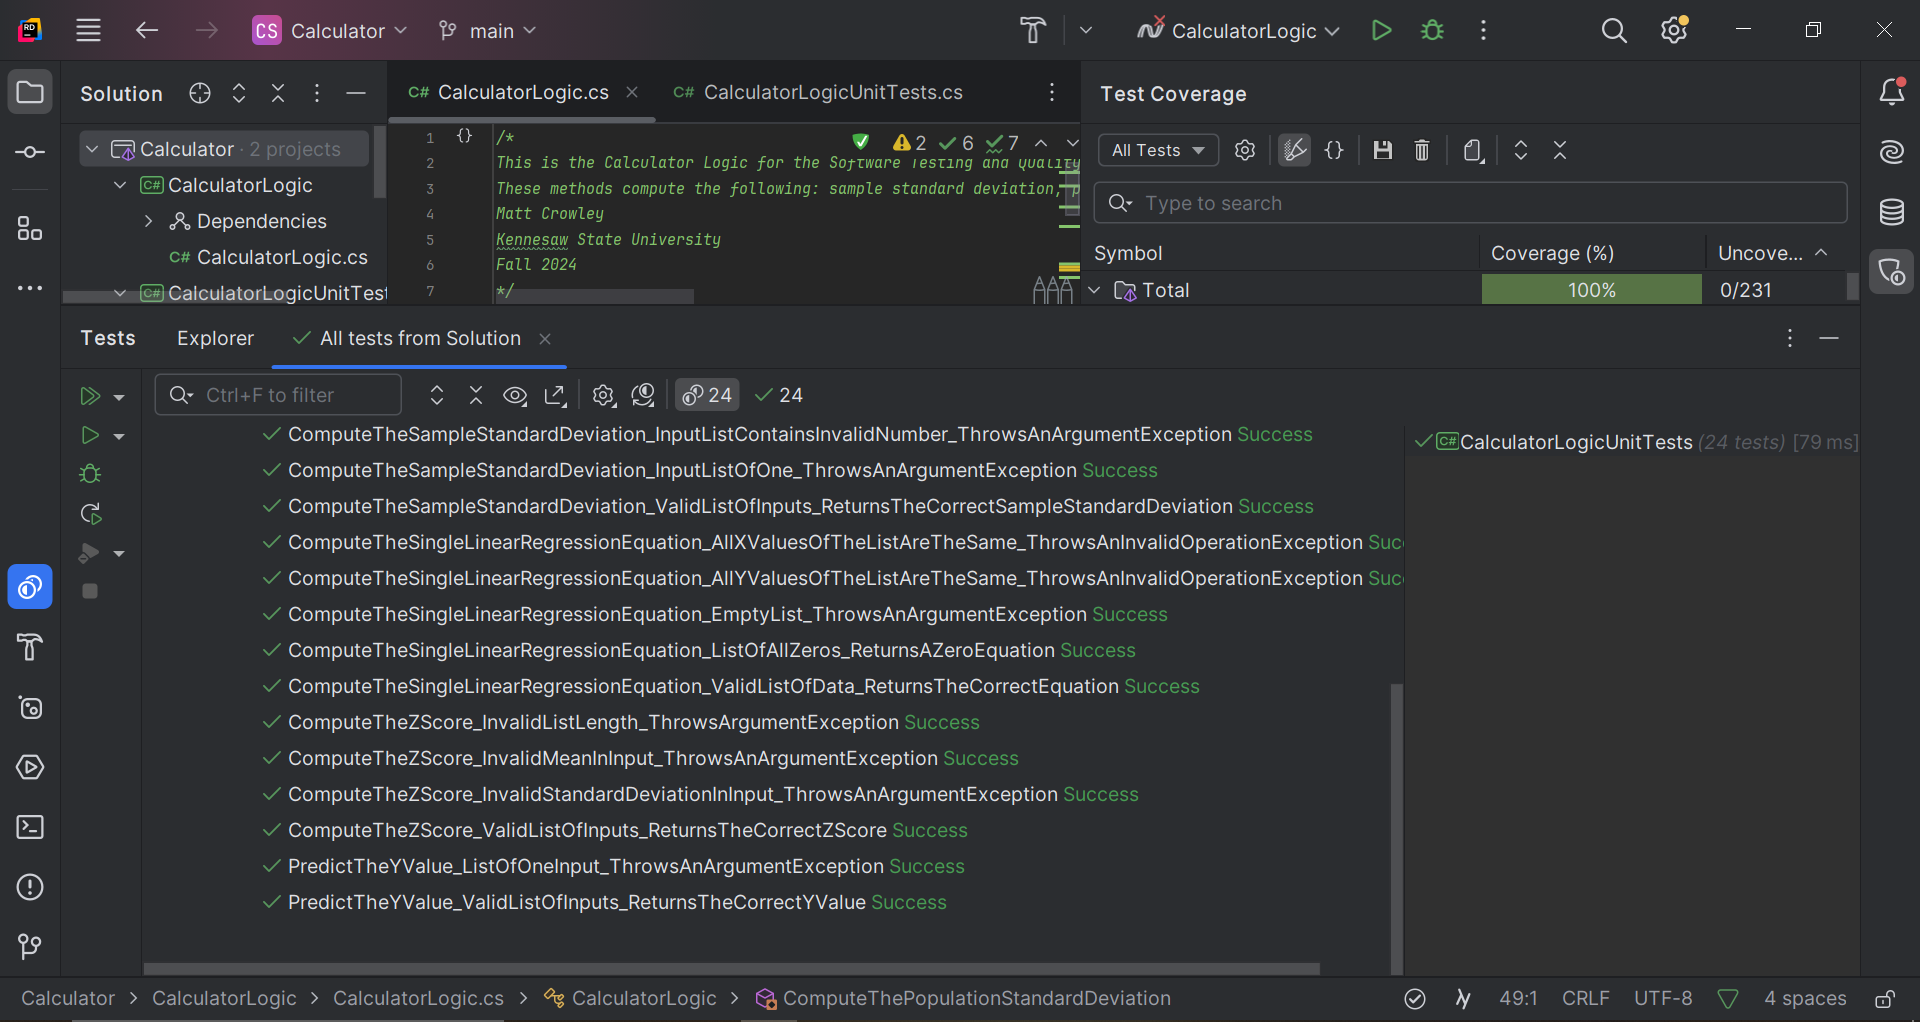 RD
CS Calculator
main
CalculatorLogic
Solution
C# CalculatorLogic.cs
C# CalculatorLogicUnitTests.cs
Test Coverage
Calculator · 2 projects
C# CalculatorLogic
Dependencies
C# CalculatorLogic.cs
C# CalculatorLogicUnitTest
1 {} /*
2 6 7
2 This is the Calculator Logic for the Software Testing and Quality
3 These methods compute the following: sample standard deviation, p
4 Matt Crowley
5 Kennesaw State University
6 Fall 2024
7 */
All Tests
{}
Type to search
Symbol Coverage (%) Uncove...
Total 100% 0/231
Tests Explorer All tests from Solution
Ctrl+F to filter
24 24
ComputeTheSampleStandardDeviation_InputListContainsInvalidNumber_ThrowsAnArgumentException Success
ComputeTheSampleStandardDeviation_InputListOfOne_ThrowsAnArgumentException Success
ComputeTheSampleStandardDeviation_ValidListOfInputs_ReturnsTheCorrectSampleStandardDeviation Success
ComputeTheSingleLinearRegressionEquation_AllXValuesOfTheListAreTheSame_ThrowsAnInvalidOperationException Suc
ComputeTheSingleLinearRegressionEquation_AllYValuesOfTheListAreTheSame_ThrowsAnInvalidOperationException Suc
ComputeTheSingleLinearRegressionEquation_EmptyList_ThrowsAnArgumentException Success
ComputeTheSingleLinearRegressionEquation_ListOfAllZeros_ReturnsAZeroEquation Success
ComputeTheSingleLinearRegressionEquation_ValidListOfData_ReturnsTheCorrectEquation Success
ComputeTheZScore_InvalidListLength_ThrowsArgumentException Success
ComputeTheZScore_InvalidMeanInInput_ThrowsAnArgumentException Success
ComputeTheZScore_InvalidStandardDeviationInInput_ThrowsAnArgumentException Success
ComputeTheZScore_ValidListOfInputs_ReturnsTheCorrectZScore Success
PredictTheYValue_ListOfOneInput_ThrowsAnArgumentException Success
PredictTheYValue_ValidListOfInputs_ReturnsTheCorrectYValue Success
C# CalculatorLogicUnitTests (24 tests) [79 ms]
Calculator > CalculatorLogic > CalculatorLogic.cs > CalculatorLogic > ComputeThePopulationStandardDeviation
49:1 CRLF UTF-8 4 spaces